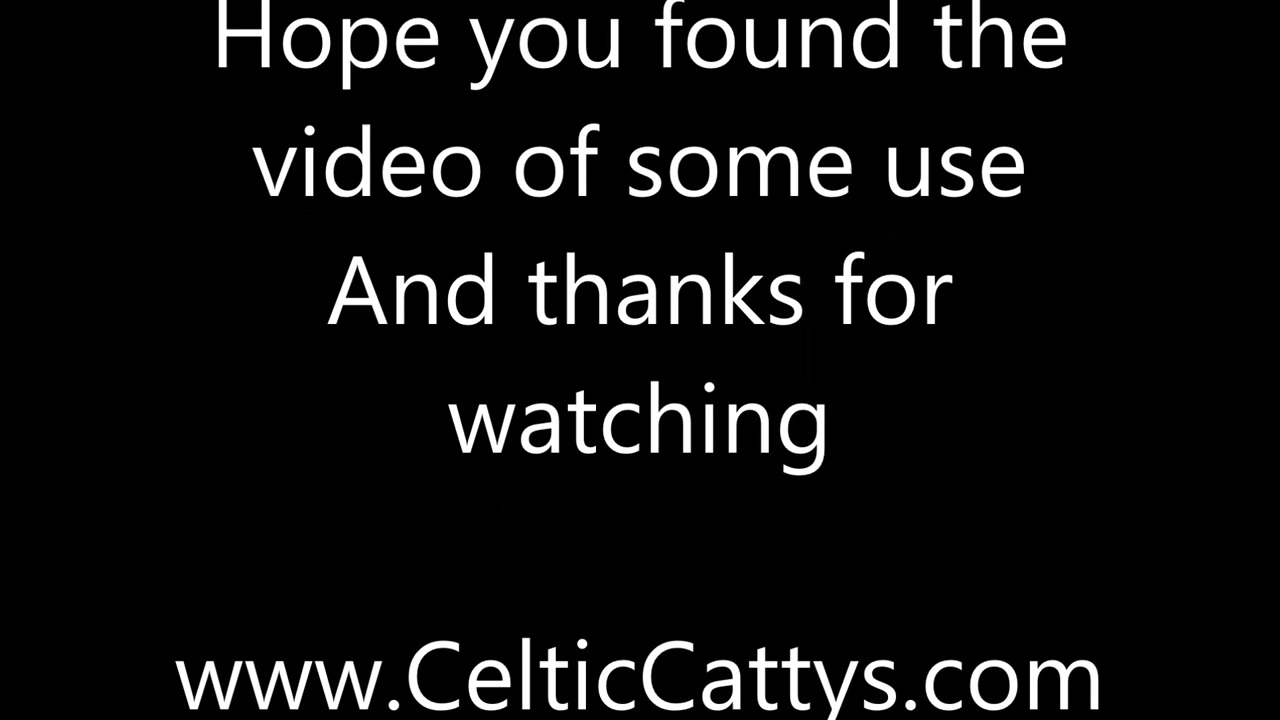 Hope you found the
video of some use
And thanks for
watching
www.CelticCattys.com